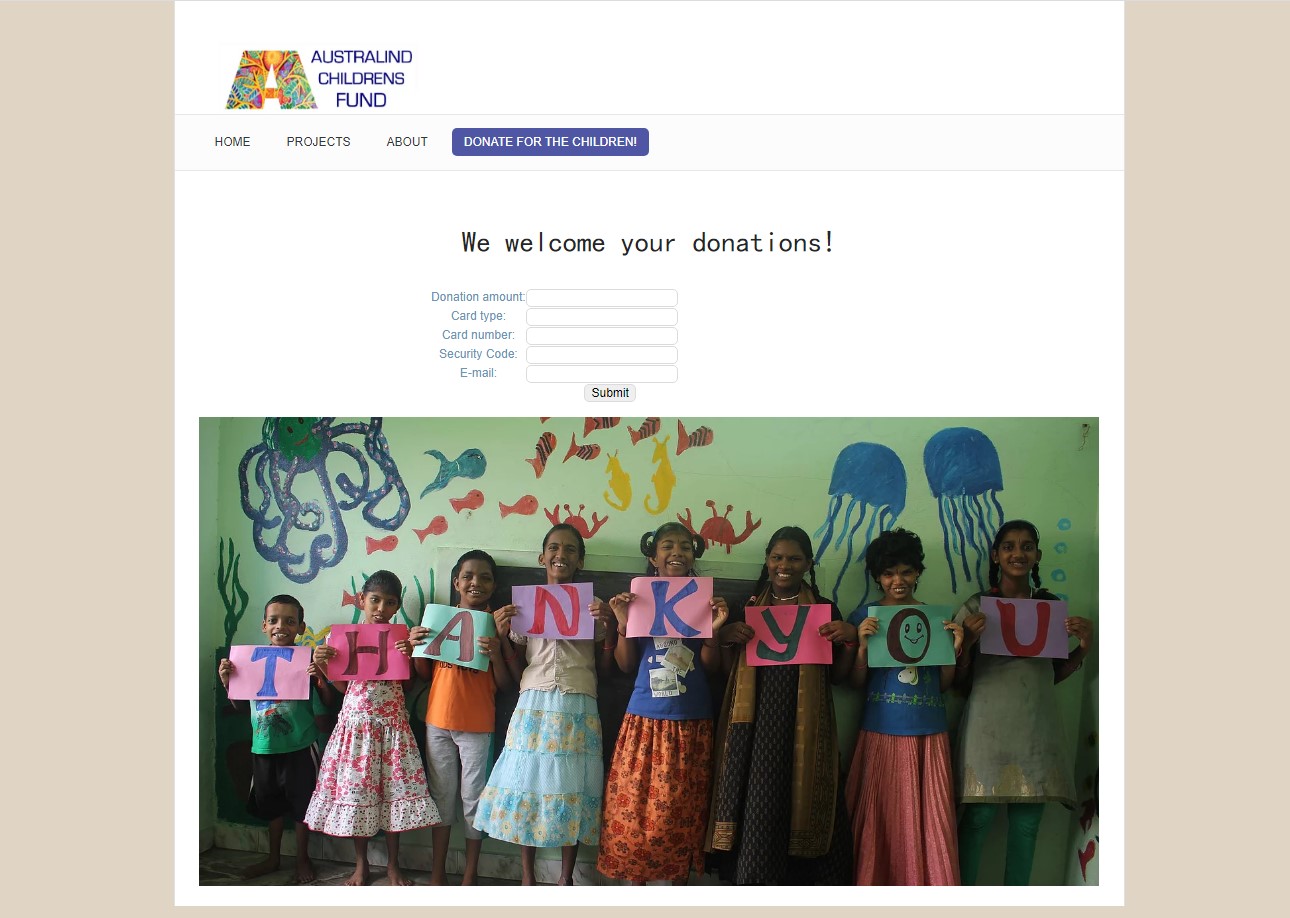 AUSTRALIND
CHILDRENS
FUND
HOME PROJECTS ABOUT DONATE FOR THE CHILDREN!
We welcome your donations!
Donation amount:
Card type:
Card number:
Security Code:
E-mail:
Submit
T H A N K Y O U